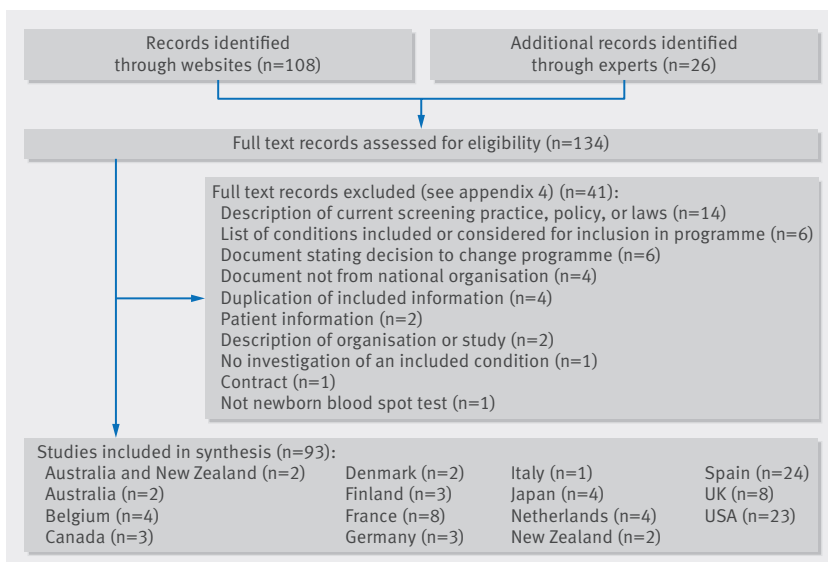 Records identified
through websites (n=108)
Additional records identified
through experts (n=26)
Full text records assessed for eligibility (n=134)
Full text records excluded (see appendix 4) (n=41):
Description of current screening practice, policy, or laws (n=14)
List of conditions included or considered for inclusion in programme (n=6)
Document stating decision to change programme (n=6)
Document not from national organisation (n=4)
Duplication of included information (n=4)
Patient information (n=2)
Description of organisation or study (n=2)
No investigation of an included condition (n=1)
Contract (n=1)
Not newborn blood spot test (n=1)
Studies included in synthesis (n=93):
Australia and New Zealand (n=2)
Australia (n=2)
Belgium (n=4)
Canada (n=3)
Denmark (n=2)
Finland (n=3)
France (n=8)
Germany (n=3)
Italy (n=1)
Japan (n=4)
Netherlands (n=4)
New Zealand (n=2)
Spain (n=24)
UK (n=8)
USA (n=23)